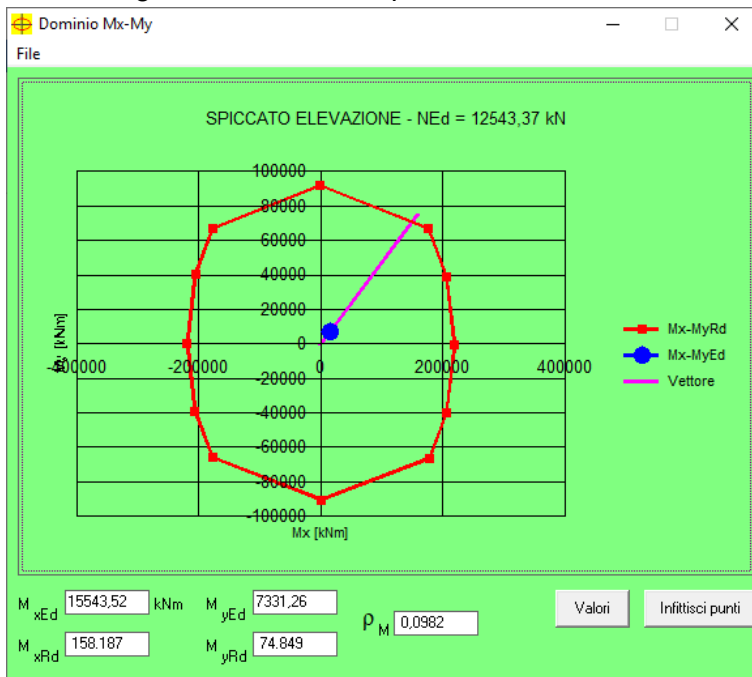 Dominio Mx-My
File
SPICCATO ELEVAZIONE - NEd = 12543,37 kN
100000
80000
60000
40000
20000
0
-400000 -200000 0 200000 400000
-20000
-40000
-60000
-80000
-100000
Mx [kNm]
Mx-MyRd
Mx-MyEd
Vettore
M xEd 15543,52 kNm M yEd 7331,26
ρ M 0,0982
M xRd 158.187 M yRd 74.849
Valori Infittisci punti